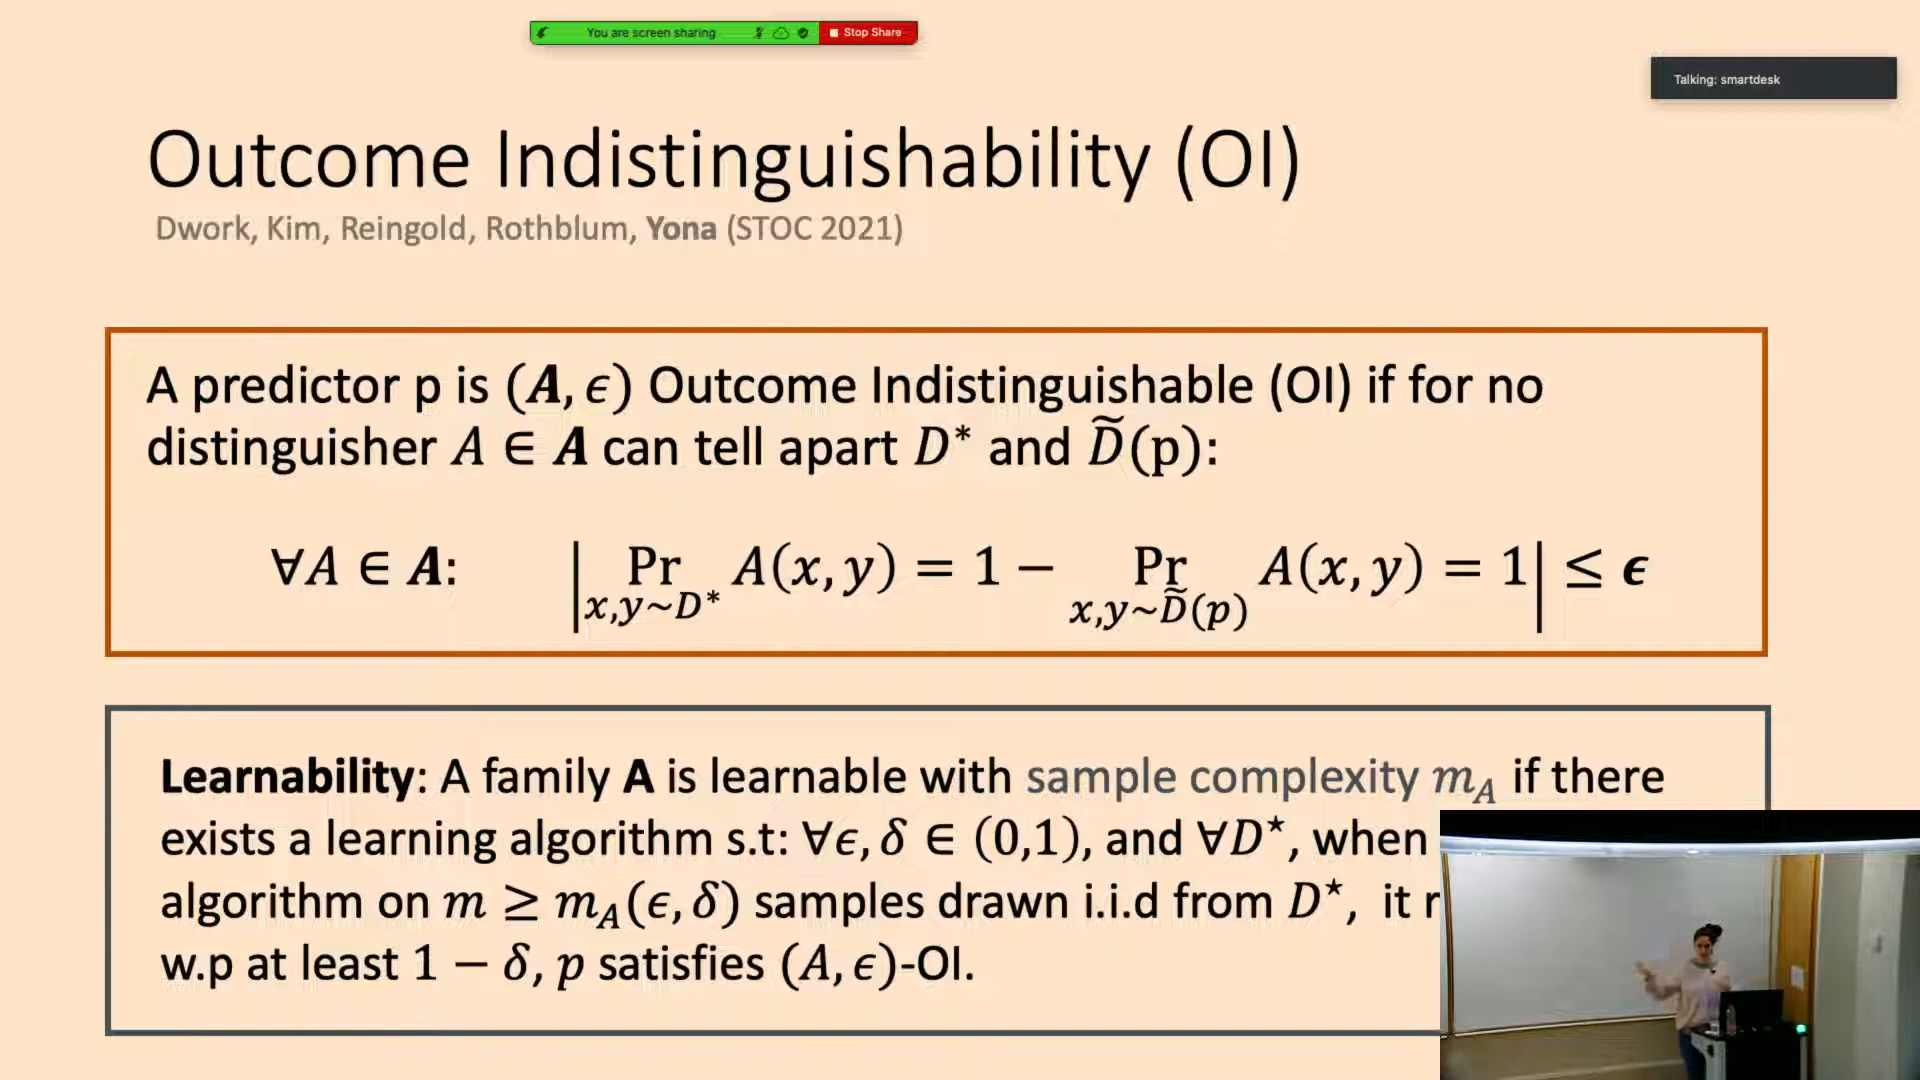 You are screen sharing Stop Share
Talking: smartdesk
Outcome Indistinguishability (OI)
Dwork, Kim, Reingold, Rothblum, Yona (STOC 2021)
A predictor p is (A, ϵ) Outcome Indistinguishable (OI) if for no
distinguisher A ∈ A can tell apart D* and D̃(p):
∀A ∈ A: | Pr_{x,y~D*} A(x, y) = 1 − Pr_{x,y~D̃(p)} A(x, y) = 1 | ≤ ϵ
Learnability: A family A is learnable with sample complexity m_A if there
exists a learning algorithm s.t: ∀ϵ, δ ∈ (0,1), and ∀D⋆, when
algorithm on m ≥ m_A(ϵ, δ) samples drawn i.i.d from D⋆, it
w.p at least 1 − δ, p satisfies (A, ϵ)-OI.